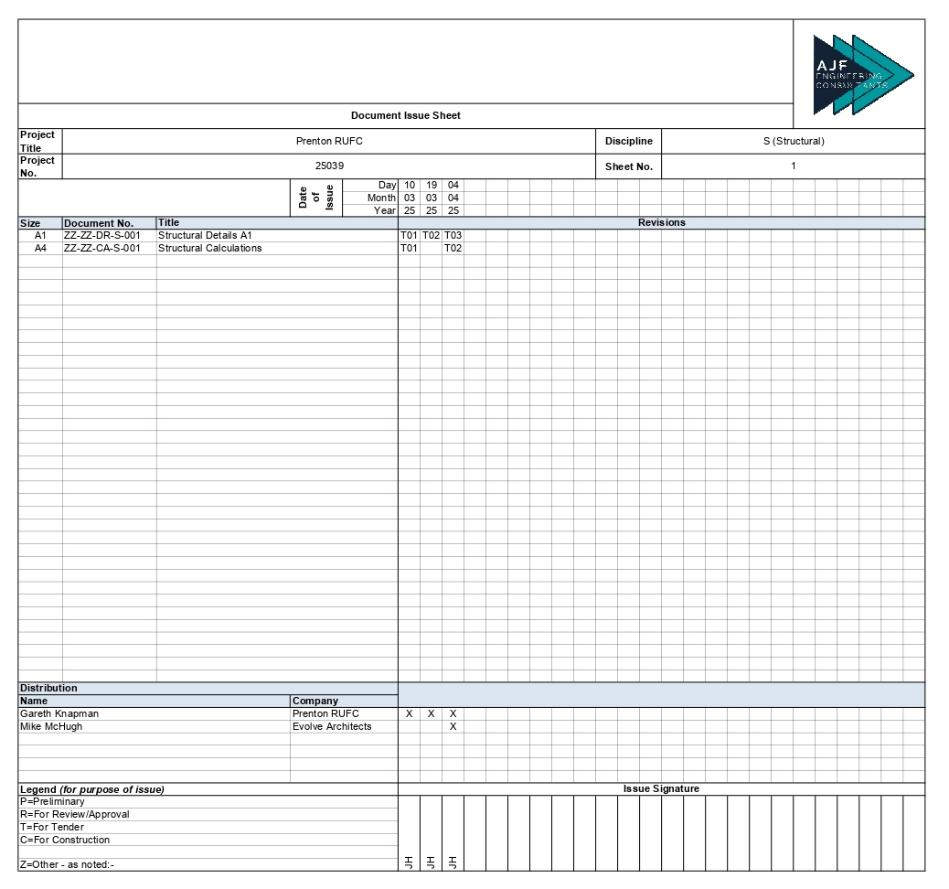 AJF
ENGINEERING
CONSULTANTS
Document Issue Sheet
Project Title Prenton RUFC Discipline S (Structural)
Project No. 25039 Sheet No. 1
Date of Issue
Day 10 19 04
Month 03 03 04
Year 25 25 25
Size Document No. Title Revisions
A1 ZZ-ZZ-DR-S-001 Structural Details A1 T01 T02 T03
A4 ZZ-ZZ-CA-S-001 Structural Calculations T01 T02
Distribution
Name Company
Gareth Knapman Prenton RUFC X X X
Mike McHugh Evolve Architects X
Legend (for purpose of issue) Issue Signature
P=Preliminary
R=For Review/Approval
T=For Tender
C=For Construction
Z=Other - as noted:- JH JH JH